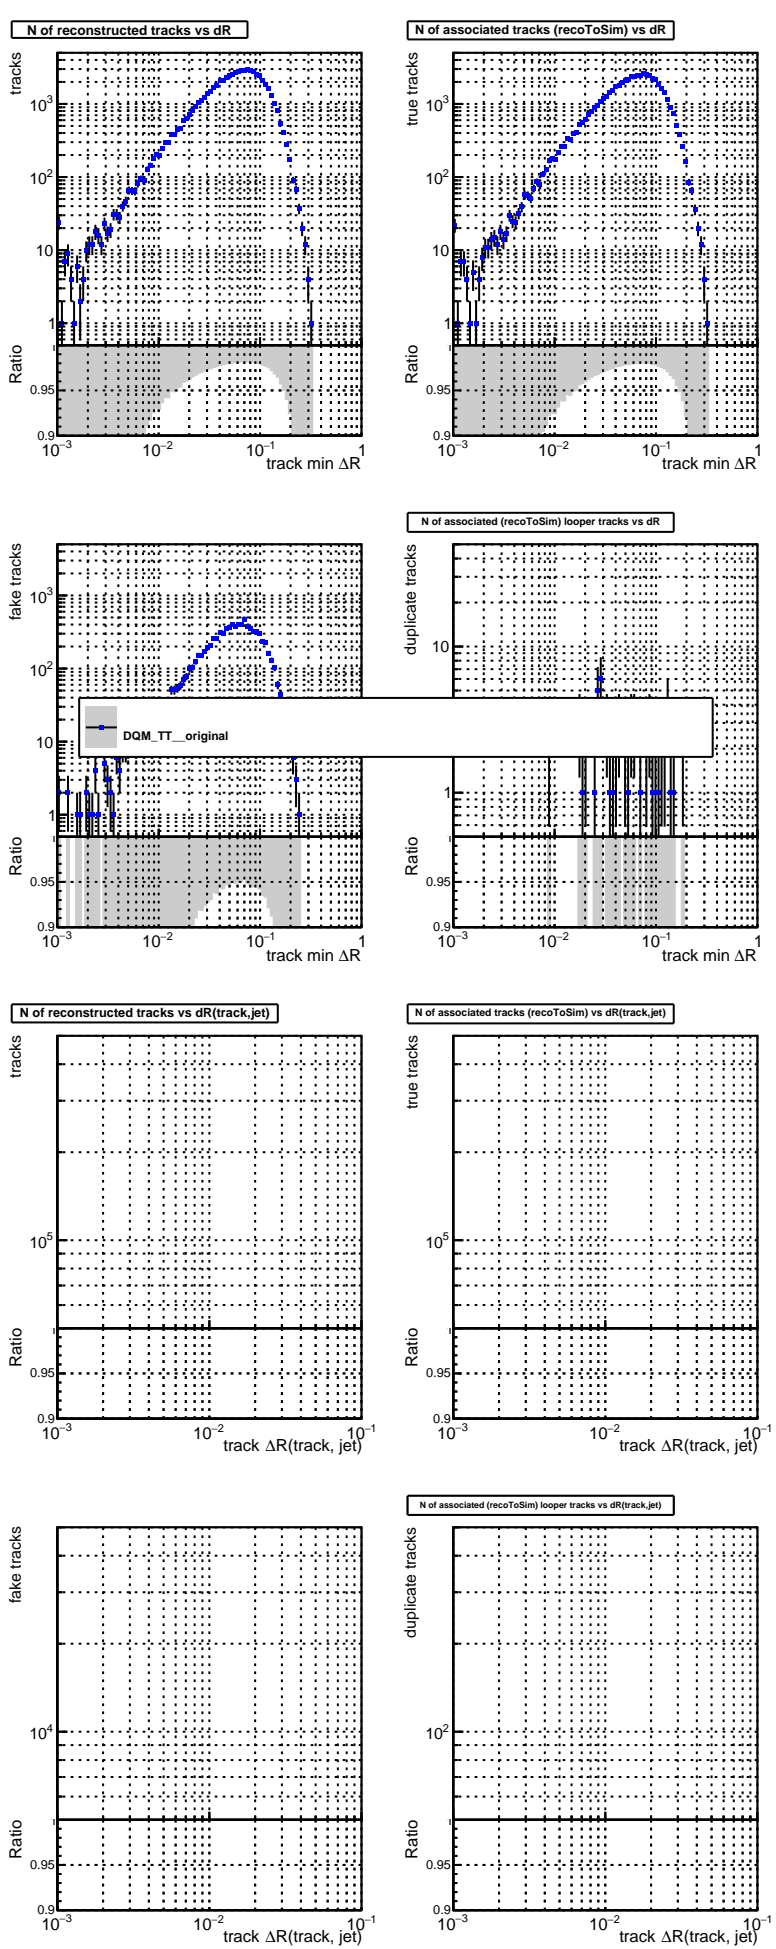 N of reconstructed tracks vs dR
tracks
10³
10²
10
1
Ratio
1
0.95
0.9
10⁻³
10⁻²
10⁻¹
1
track min ΔR
N of associated tracks (recoToSim) vs dR
true tracks
10³
10²
10
1
Ratio
1
0.95
0.9
10⁻³
10⁻²
10⁻¹
1
track min ΔR
fake tracks
10³
10²
10
1
Ratio
1
0.95
0.9
10⁻³
10⁻²
10⁻¹
1
track min ΔR
N of associated (recoToSim) looper tracks vs dR
duplicate tracks
10
1
Ratio
1
0.95
0.9
10⁻³
10⁻²
10⁻¹
1
track min ΔR
DQM_TT__original
N of reconstructed tracks vs dR(track,jet)
tracks
10⁵
Ratio
1
0.95
0.9
10⁻³
10⁻²
10⁻¹
track ΔR(track, jet)
N of associated tracks (recoToSim) vs dR(track,jet)
true tracks
10⁵
Ratio
1
0.95
0.9
10⁻³
10⁻²
10⁻¹
track ΔR(track, jet)
fake tracks
10⁴
Ratio
1
0.95
0.9
10⁻³
10⁻²
10⁻¹
track ΔR(track, jet)
N of associated (recoToSim) looper tracks vs dR(track,jet)
duplicate tracks
10²
Ratio
1
0.95
0.9
10⁻³
10⁻²
10⁻¹
track ΔR(track, jet)